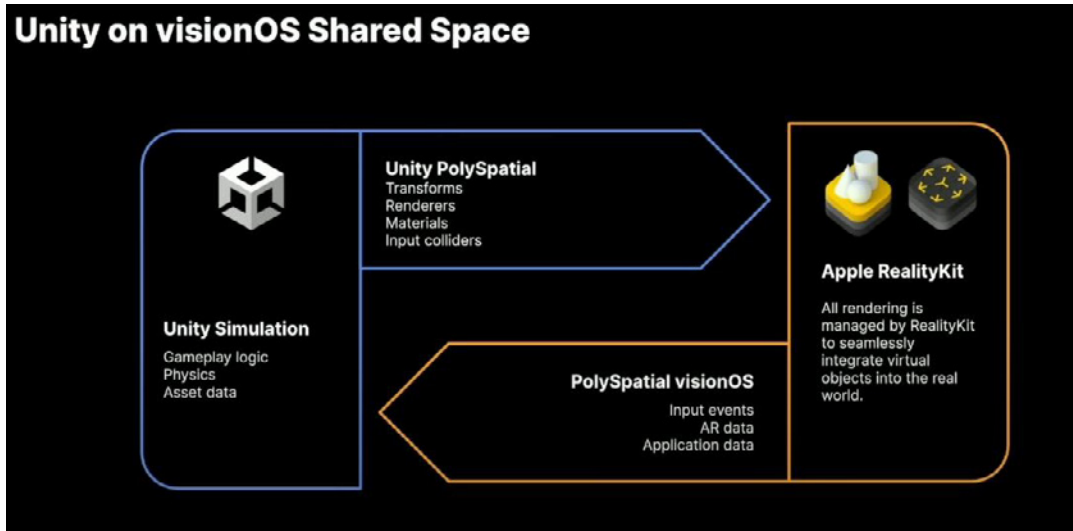 Unity on visionOS Shared Space
Unity PolySpatial
Transforms
Renderers
Materials
Input colliders
Unity Simulation
Gameplay logic
Physics
Asset data
Apple RealityKit
All rendering is
managed by RealityKit
to seamlessly
integrate virtual
objects into the real
world.
PolySpatial visionOS
Input events
AR data
Application data